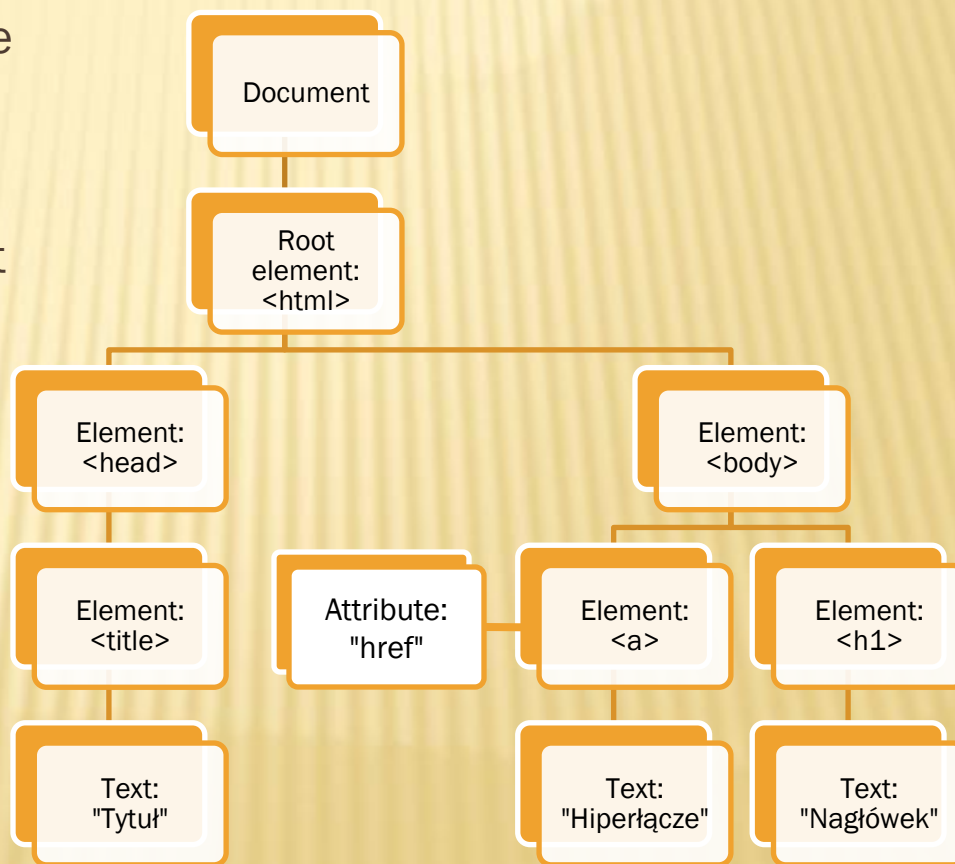 Document
Root
element:
<html>
Element:
<head>
Element:
<body>
Element:
<title>
Attribute:
"href"
Element:
<a>
Element:
<h1>
Text:
"Tytuł"
Text:
"Hiperłącze"
Text:
"Nagłówek"